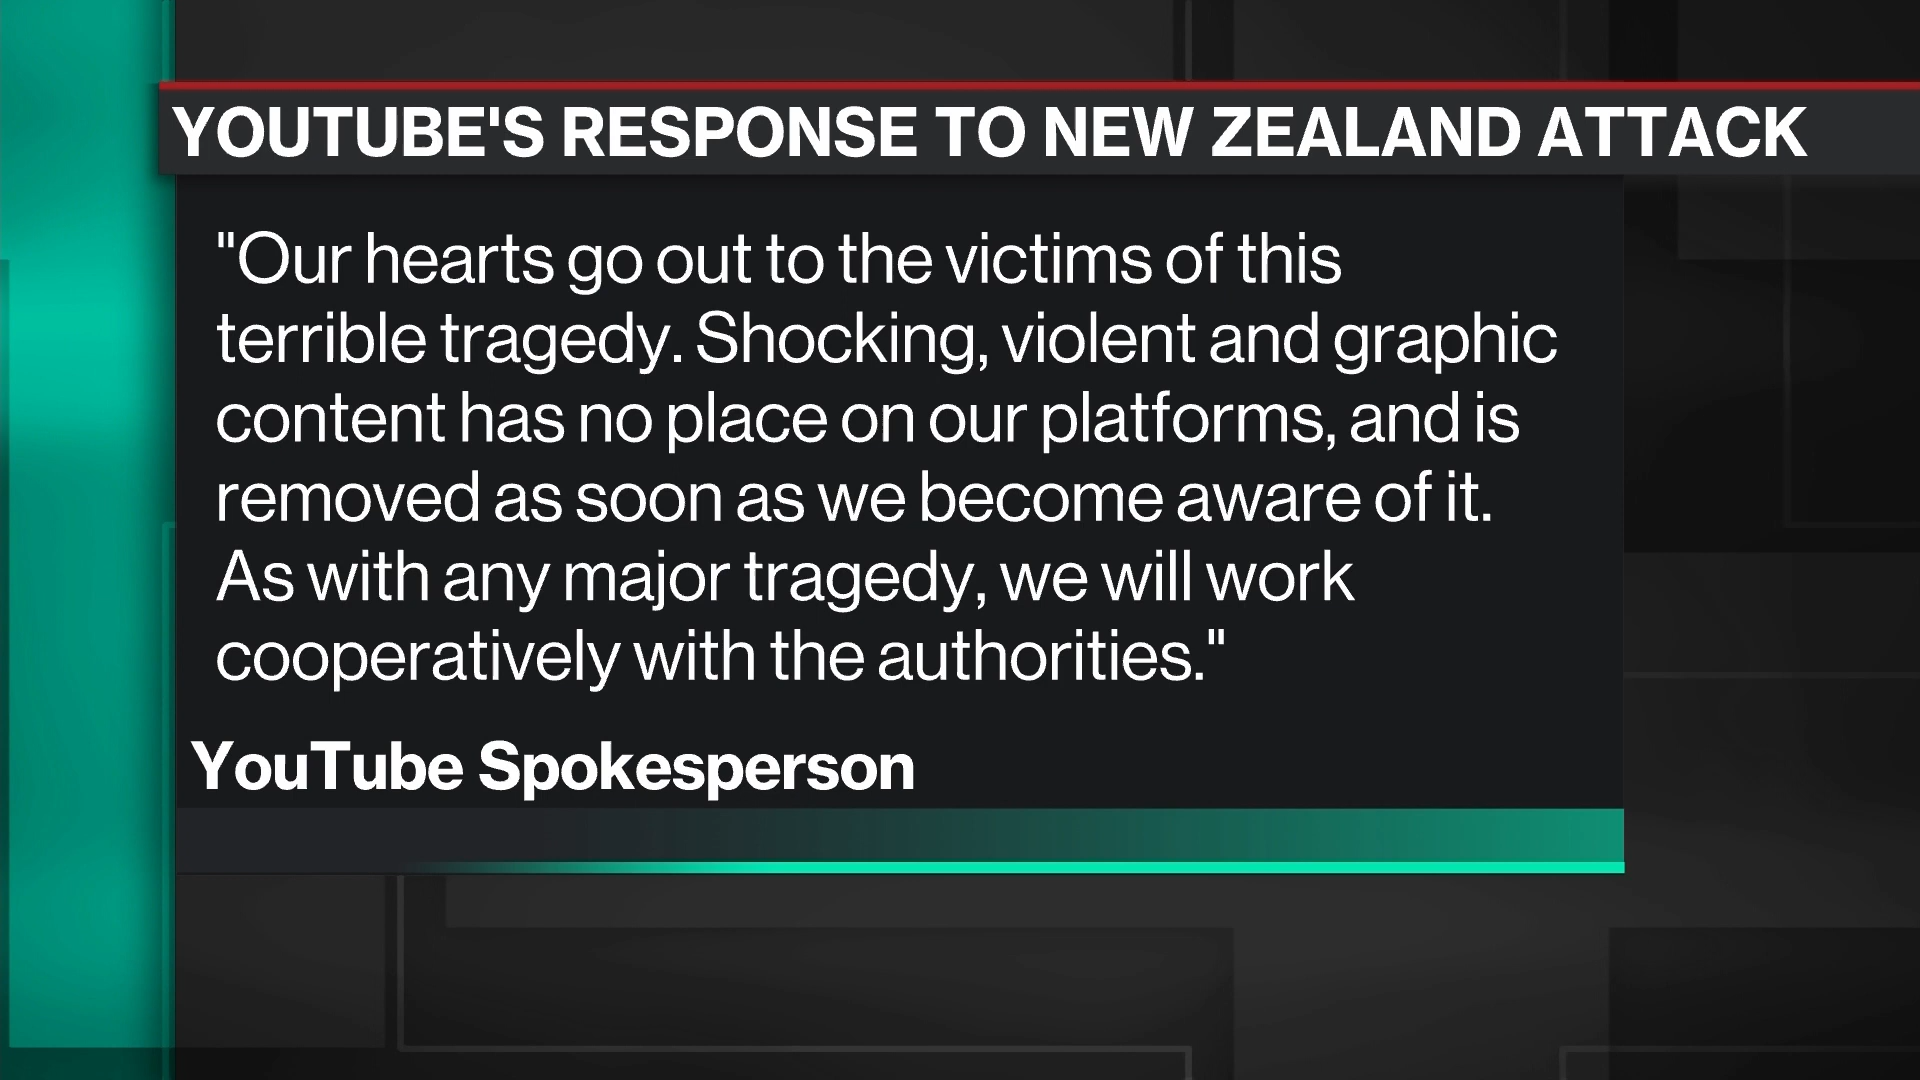 YOUTUBE'S RESPONSE TO NEW ZEALAND ATTACK
"Our hearts go out to the victims of this
terrible tragedy. Shocking, violent and graphic
content has no place on our platforms, and is
removed as soon as we become aware of it.
As with any major tragedy, we will work
cooperatively with the authorities."
YouTube Spokesperson